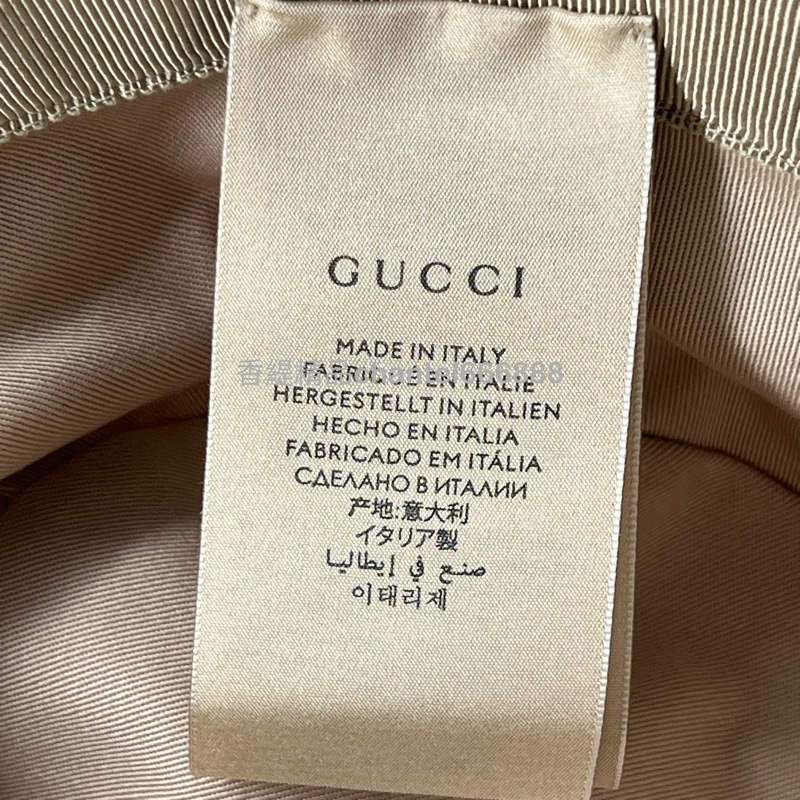 GUCCI
MADE IN ITALY
FABRIQUÉ EN ITALIE
HERGESTELLT IN ITALIEN
HECHO EN ITALIA
FABRICADO EM ITÁLIA
СДЕЛАНО В ИТАЛИИ
产地:意大利
イタリア製
صنع في إيطاليا
이태리제